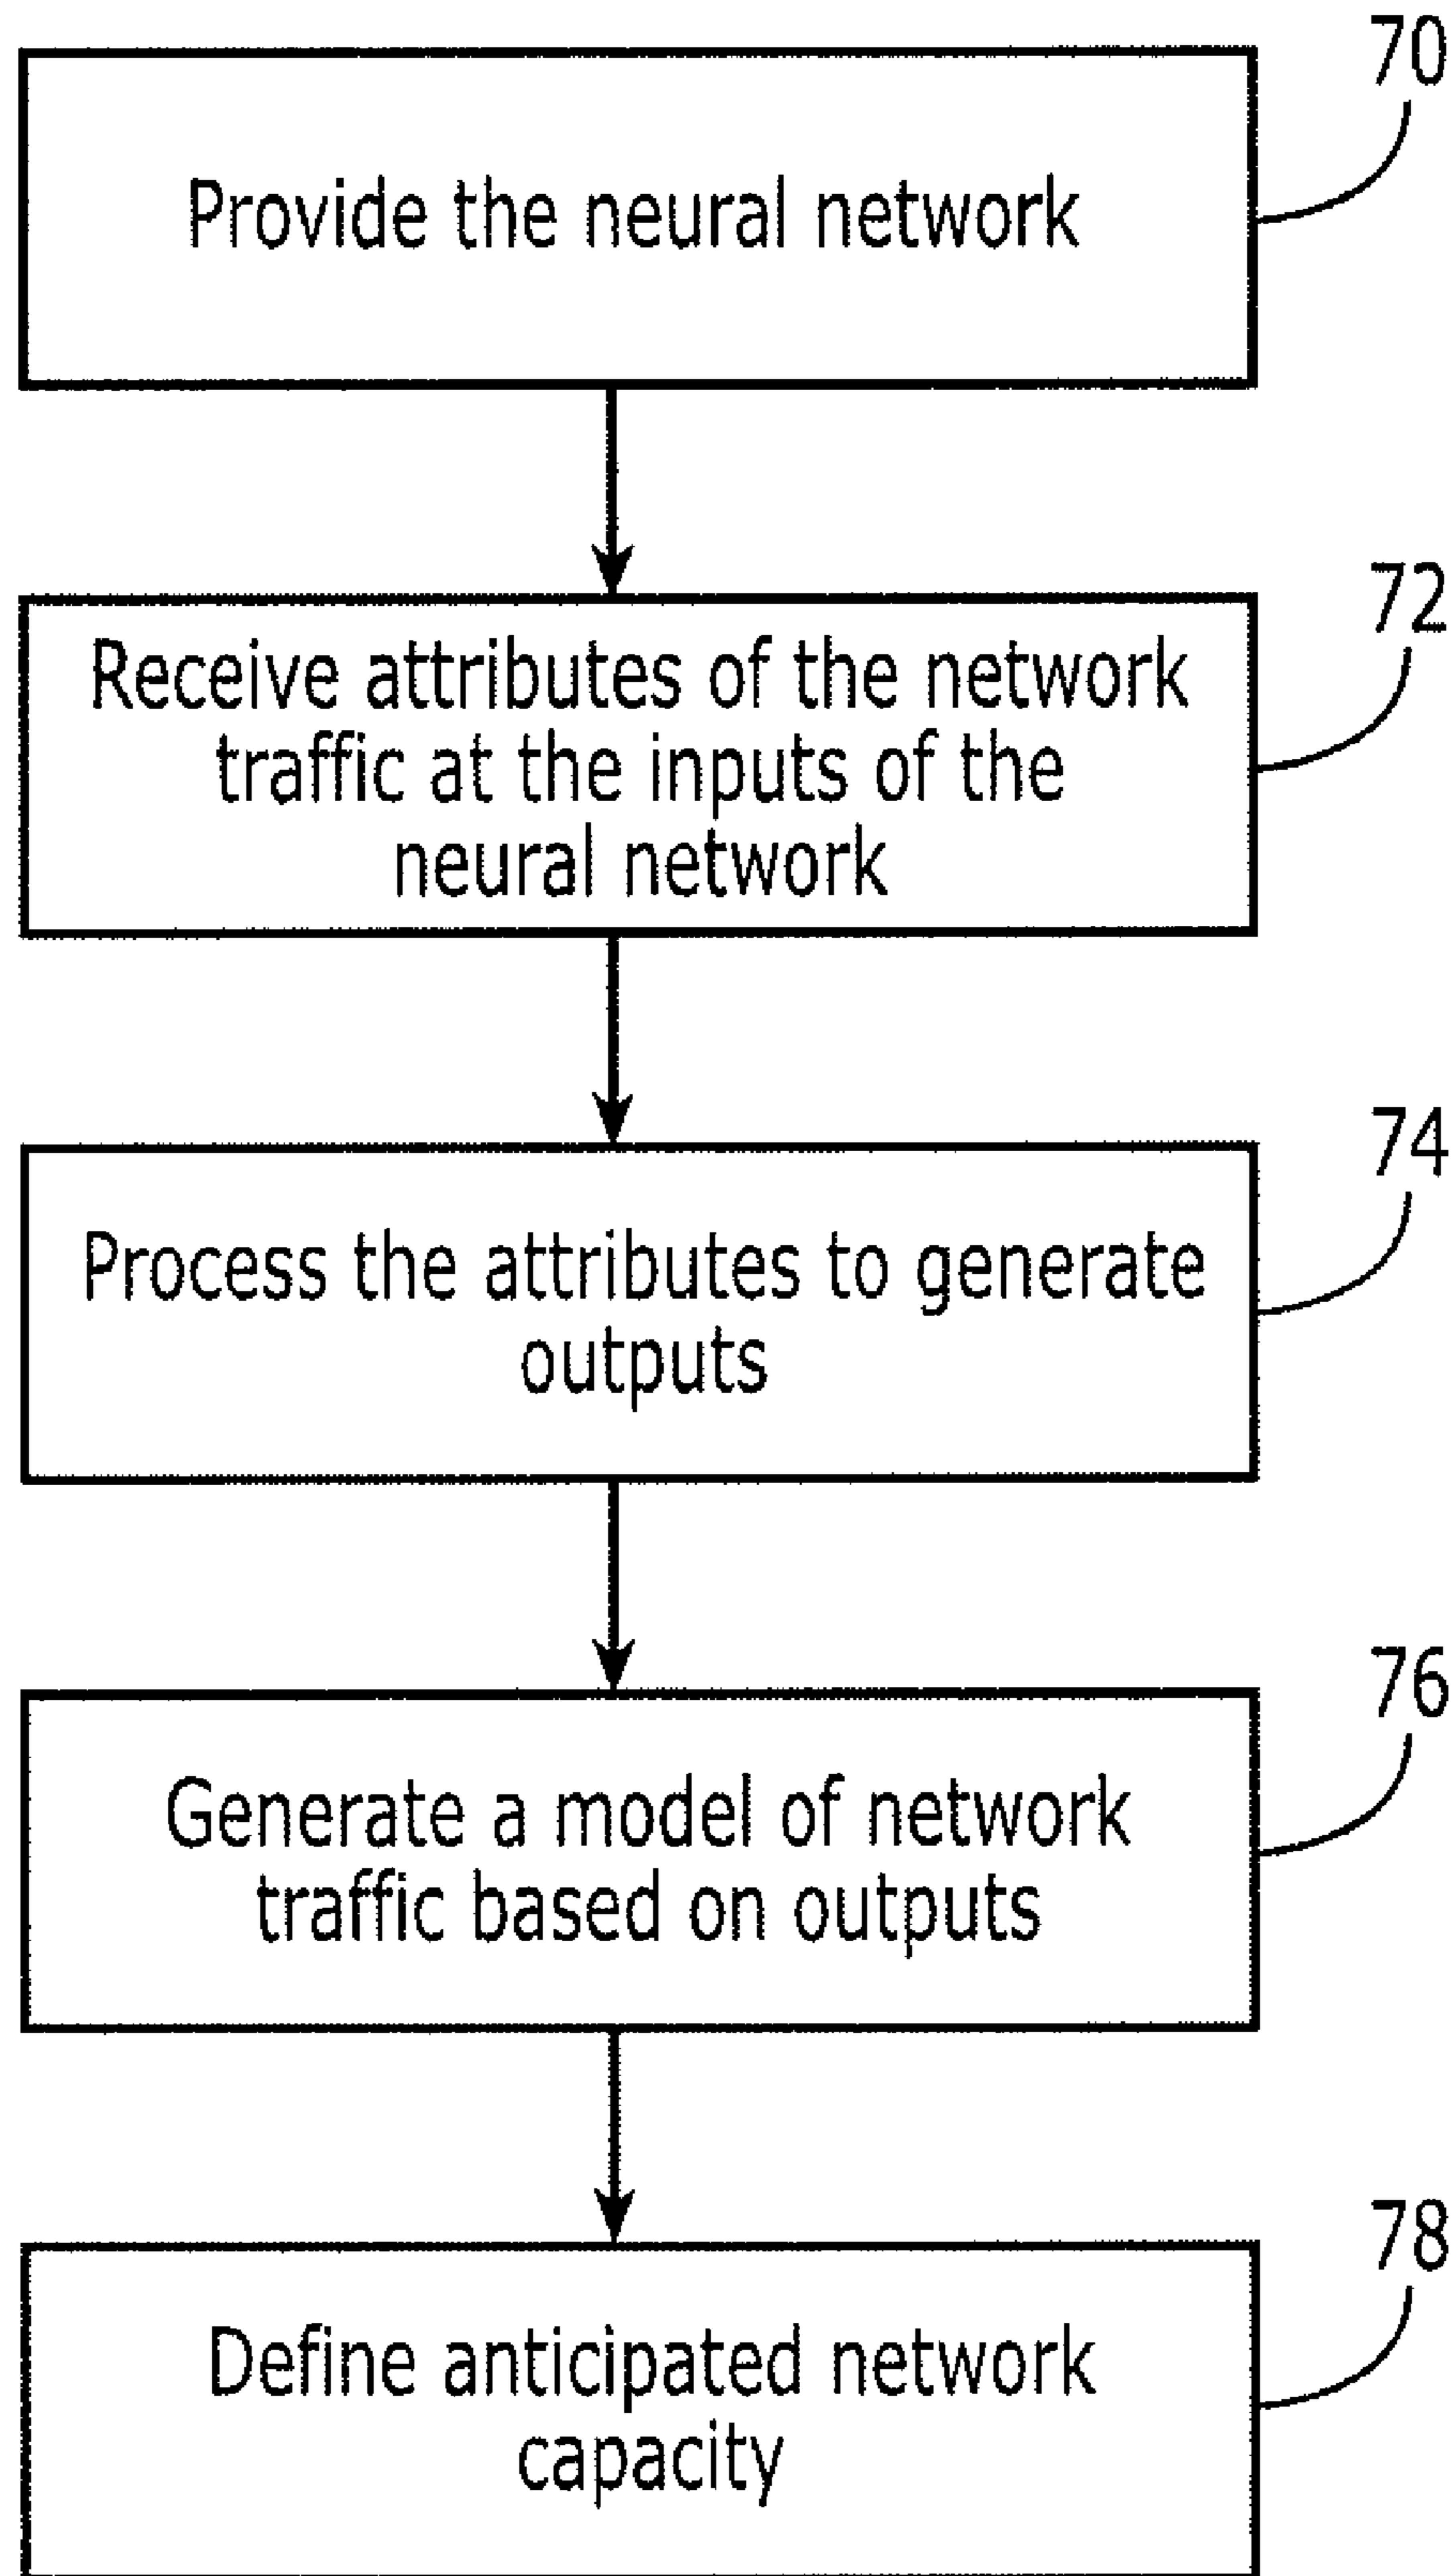 70
Provide the neural network
72
Receive attributes of the network
traffic at the inputs of the
neural network
74
Process the attributes to generate
outputs
76
Generate a model of network
traffic based on outputs
78
Define anticipated network
capacity